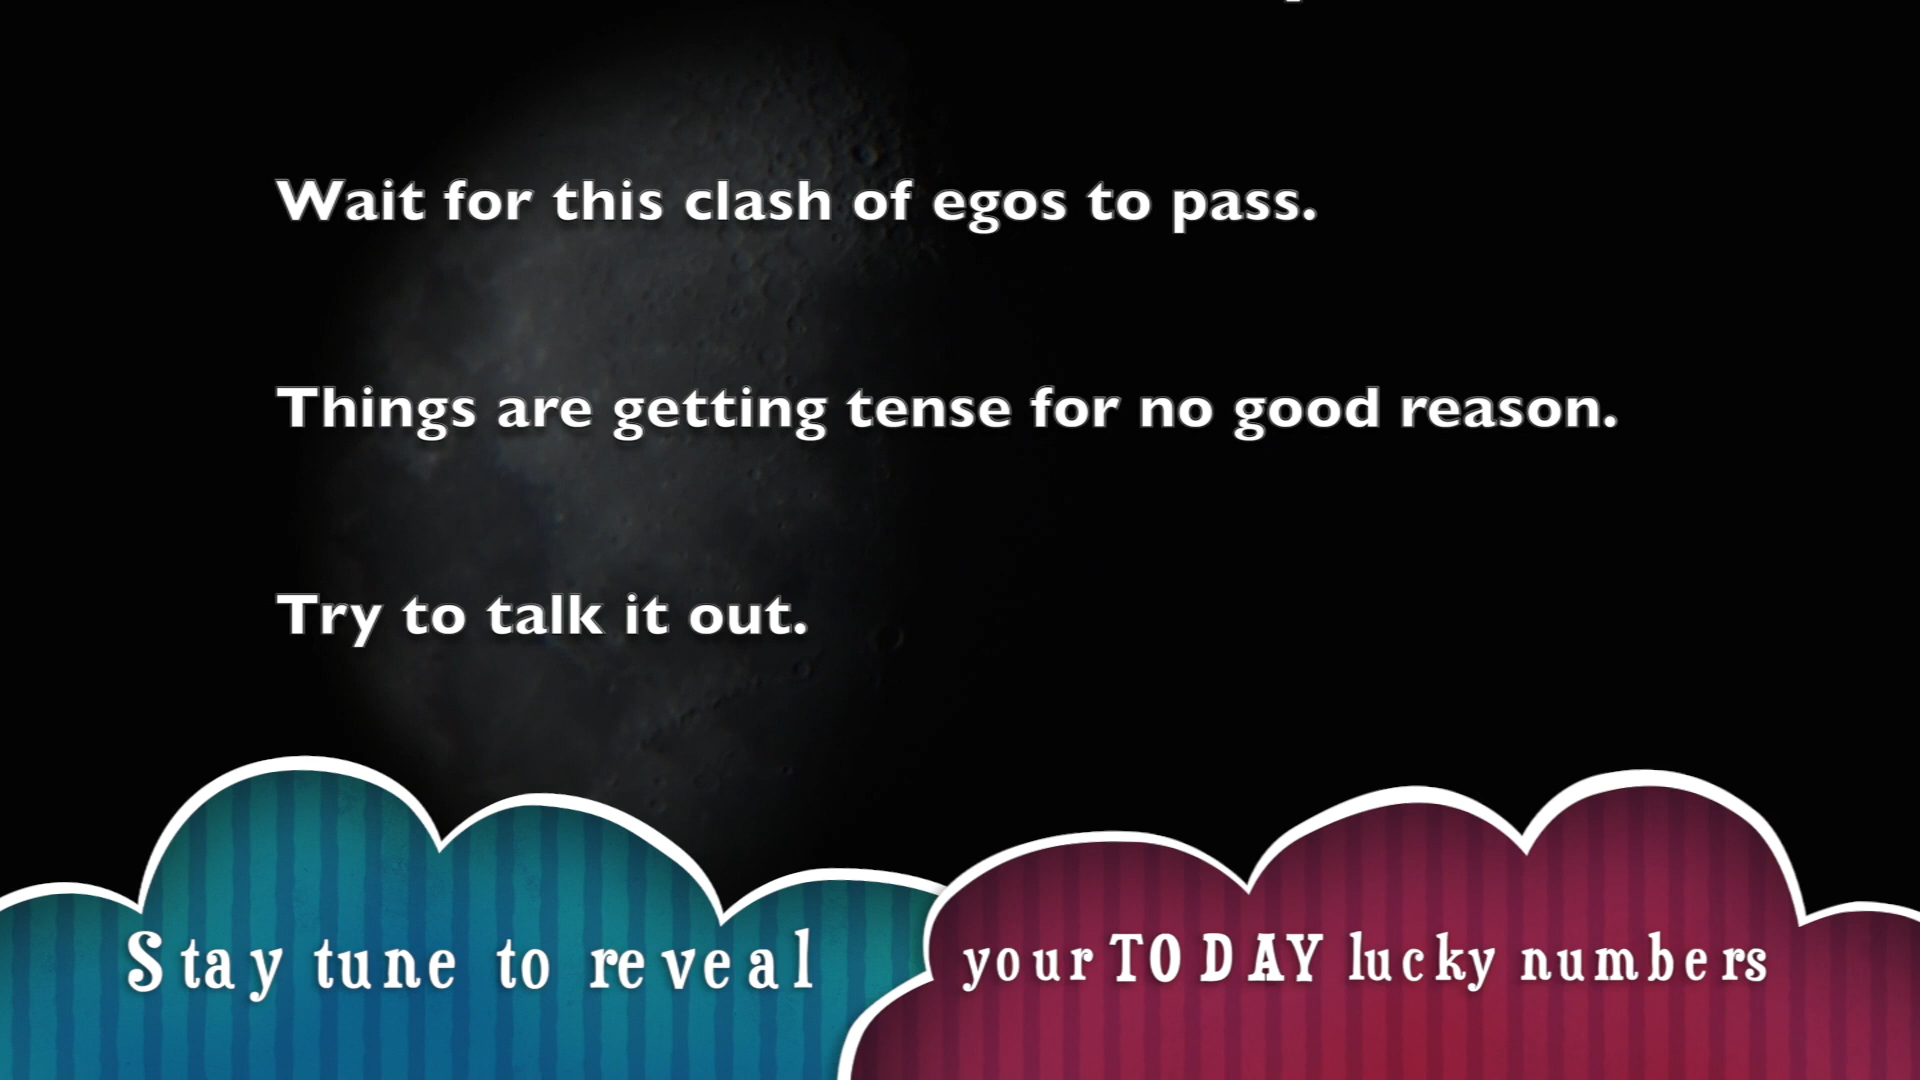 Wait for this clash of egos to pass.
Things are getting tense for no good reason.
Try to talk it out.
Stay tune to reveal
your TODAY lucky numbers